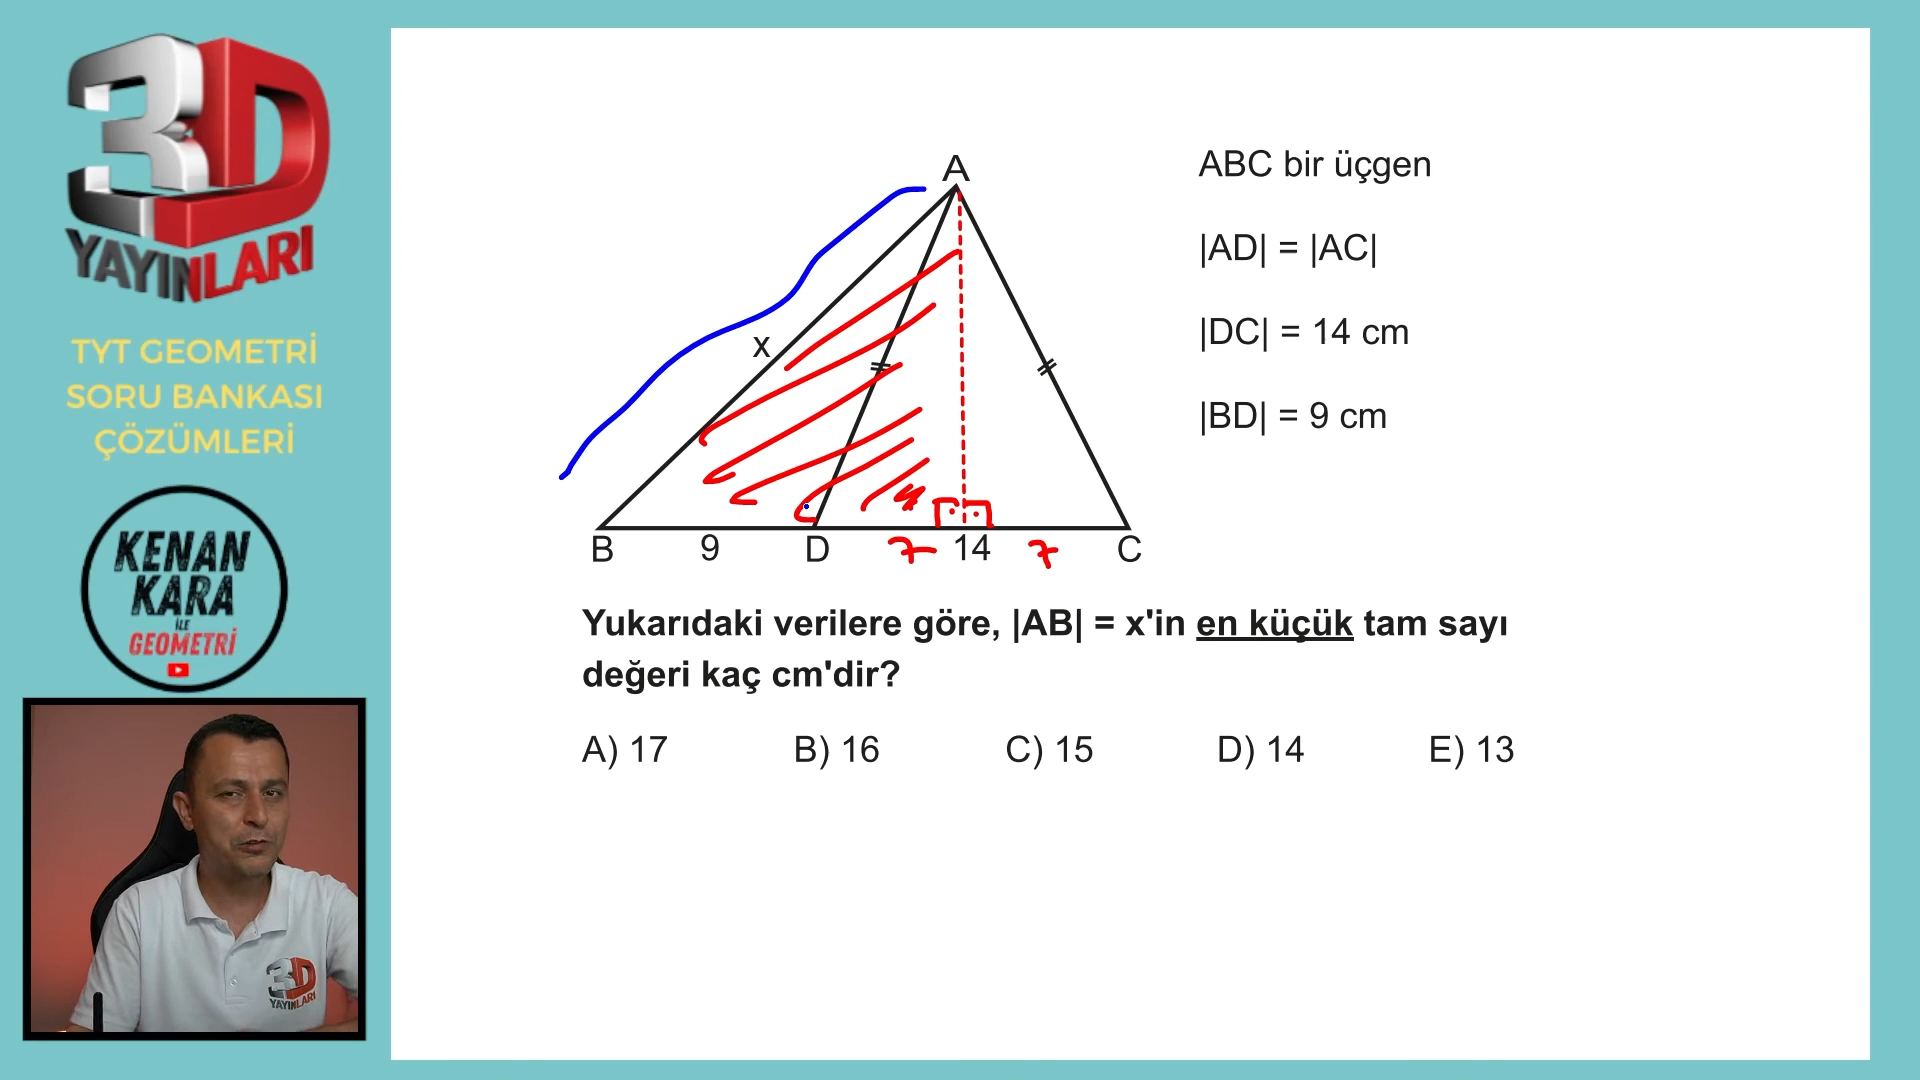 3D
YAYINLARI
TYT GEOMETRİ
SORU BANKASI
ÇÖZÜMLERİ
KENAN
KARA
İLE
GEOMETRİ
3D
YAYINLARI
A
x
B
9
D
7
14
7
C
ABC bir üçgen
|AD| = |AC|
|DC| = 14 cm
|BD| = 9 cm
Yukarıdaki verilere göre, |AB| = x'in en küçük tam sayı
değeri kaç cm'dir?
A) 17 B) 16 C) 15 D) 14 E) 13